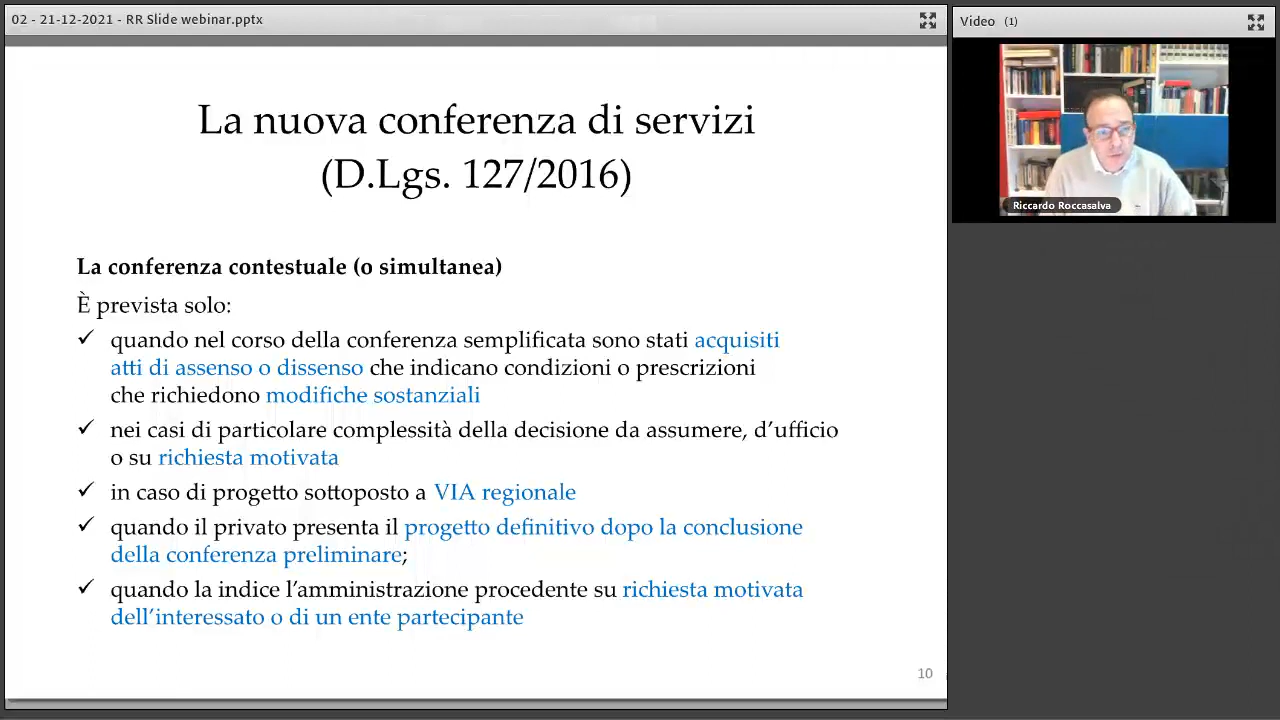 02 - 21-12-2021 - RR Slide webinar.pptx
Video (1)
Riccardo Roccasalva
La nuova conferenza di servizi
(D.Lgs. 127/2016)
La conferenza contestuale (o simultanea)
È prevista solo:
✓ quando nel corso della conferenza semplificata sono stati acquisiti
atti di assenso o dissenso che indicano condizioni o prescrizioni
che richiedono modifiche sostanziali
✓ nei casi di particolare complessità della decisione da assumere, d’ufficio
o su richiesta motivata
✓ in caso di progetto sottoposto a VIA regionale
✓ quando il privato presenta il progetto definitivo dopo la conclusione
della conferenza preliminare;
✓ quando la indice l’amministrazione procedente su richiesta motivata
dell’interessato o di un ente partecipante
10